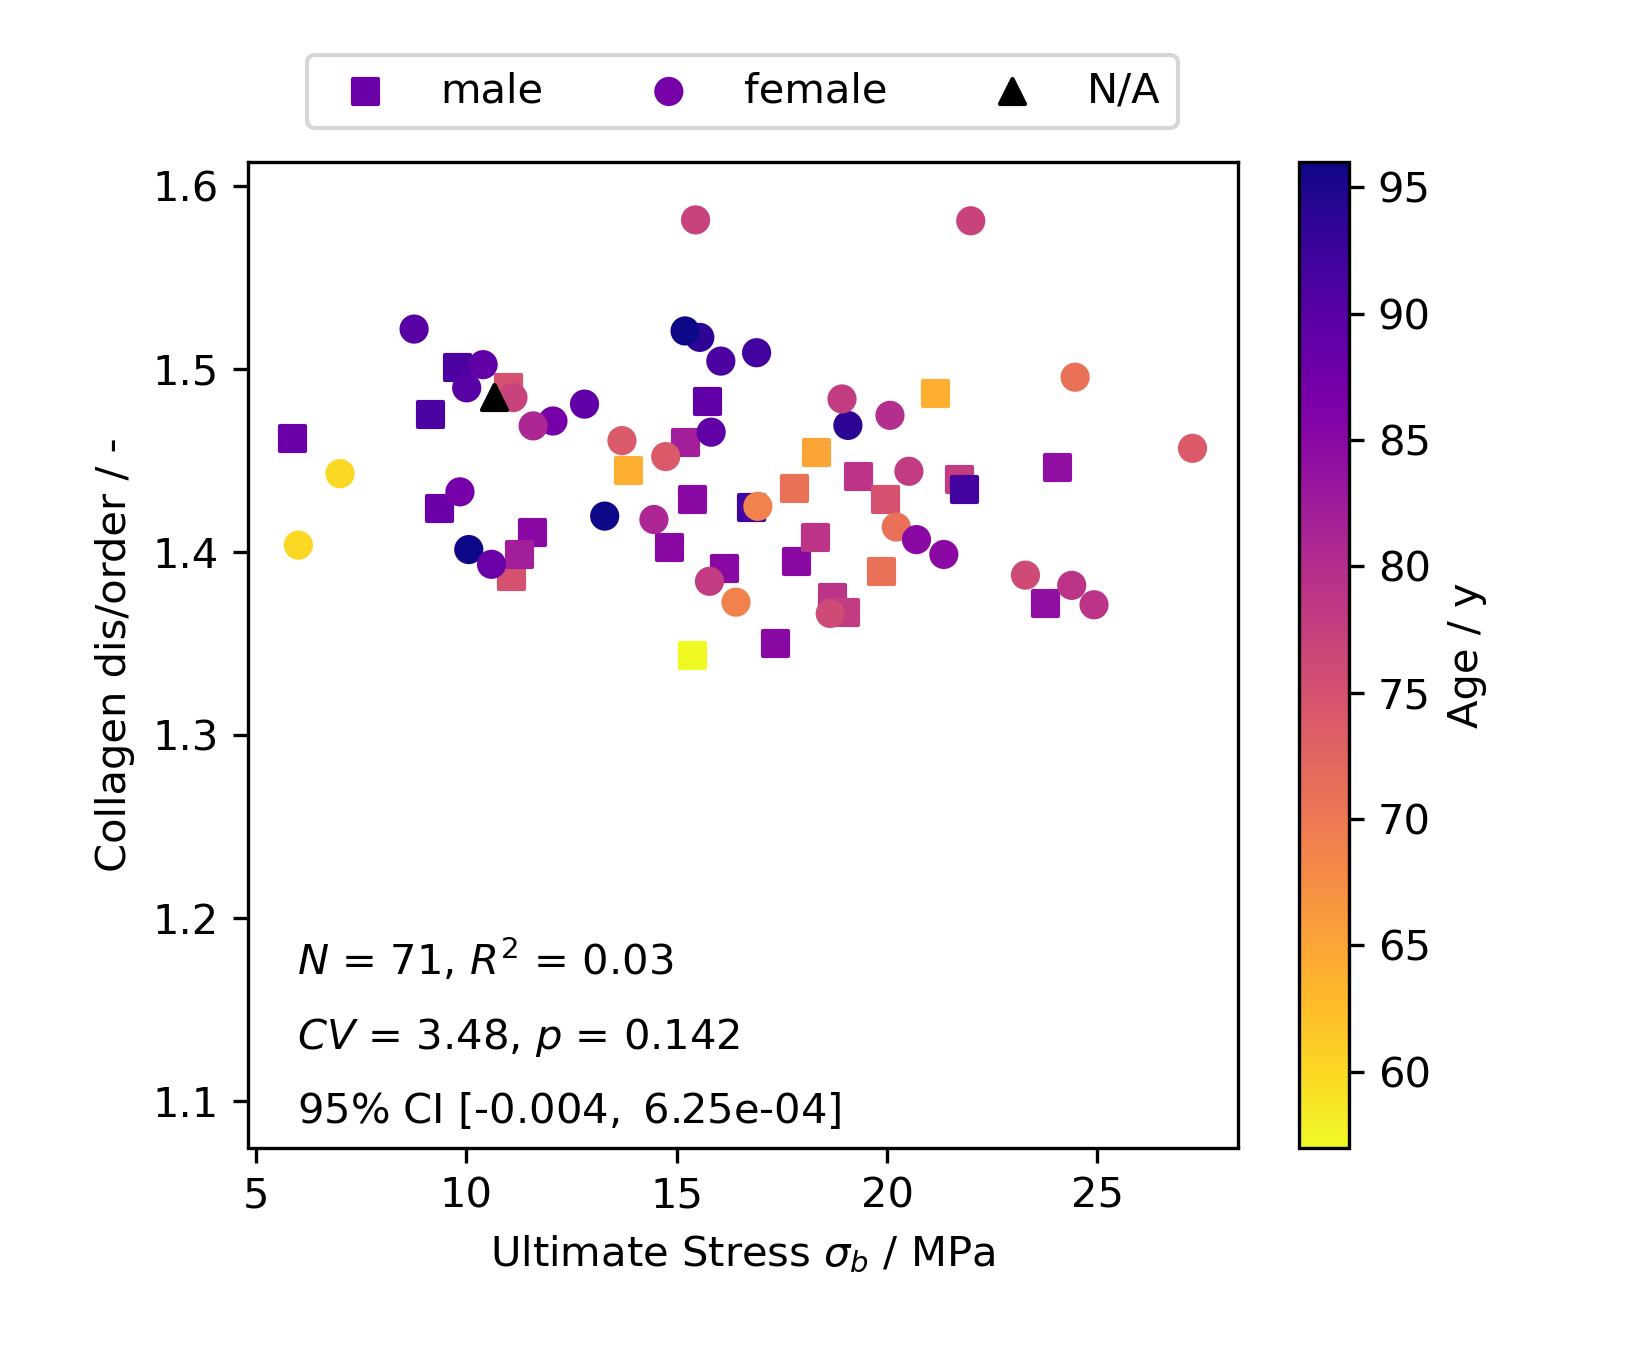 male female N/A
1.6
1.5
1.4
1.3
1.2
1.1
Collagen dis/order / -
N = 71, R² = 0.03
CV = 3.48, p = 0.142
95% CI [-0.004, 6.25e-04]
5 10 15 20 25
Ultimate Stress σ_b / MPa
95
90
85
80
75
70
65
60
Age / y